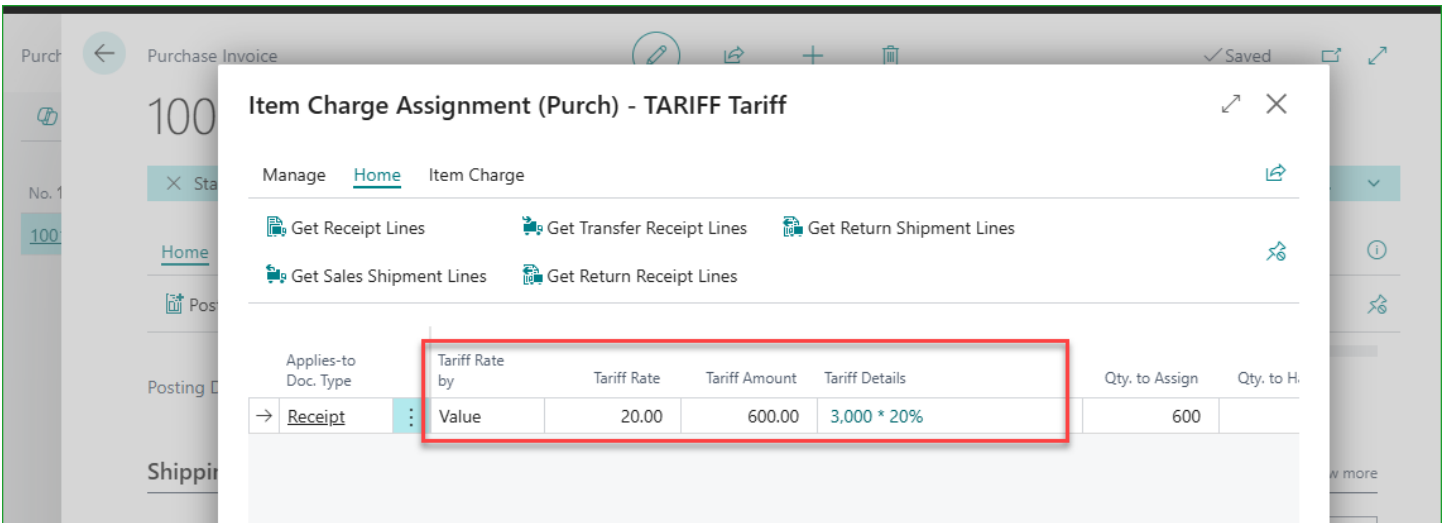 Purch
Purchase Invoice
Saved
100
Item Charge Assignment (Purch) - TARIFF Tariff
Manage Home Item Charge
Sta
No. 1
100
Home
Get Receipt Lines Get Transfer Receipt Lines Get Return Shipment Lines
Get Sales Shipment Lines Get Return Receipt Lines
Pos
Applies-to
Doc. Type
Tariff Rate
by
Tariff Rate Tariff Amount Tariff Details Qty. to Assign Qty. to H
Posting D
Receipt Value 20.00 600.00 3,000 * 20% 600
Shippin
w more